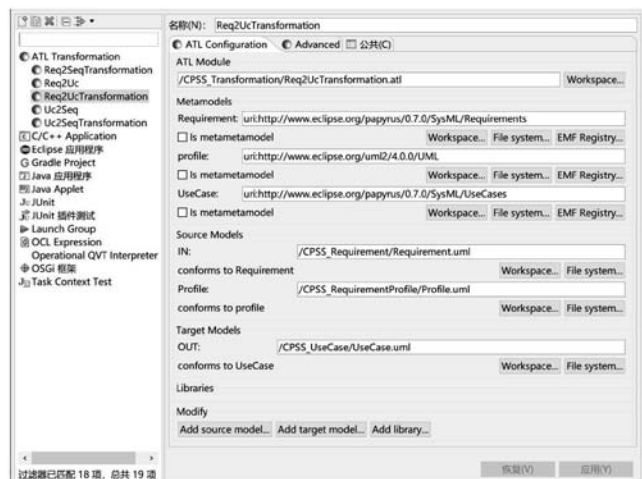 名称(N): Req2UcTransformation
ATL Transformation
Req2SeqTransformation
Req2Uc
Req2UcTransformation
Uc2Seq
Uc2SeqTransformation
C/C++ Application
Eclipse 应用程序
Gradle Project
Java 应用程序
Java Applet
JUnit
JUnit 插件测试
Launch Group
OCL Expression
Operational QVT Interpreter
OSGi 框架
Task Context Test
过滤器已匹配 18 项，总共 19 项
ATL Configuration Advanced 公共(C)
ATL Module
/CPSS_Transformation/Req2UcTransformation.atl Workspace...
Metamodels
Requirement: uri:http://www.eclipse.org/papyrus/0.7.0/SysML/Requirements
Is metametamodel Workspace... File system... EMF Registry...
profile: uri:http://www.eclipse.org/uml2/4.0.0/UML
Is metametamodel Workspace... File system... EMF Registry...
UseCase: uri:http://www.eclipse.org/papyrus/0.7.0/SysML/UseCases
Is metametamodel Workspace... File system... EMF Registry...
Source Models
IN: /CPSS_Requirement/Requirement.uml
conforms to Requirement Workspace... File system...
Profile: /CPSS_RequirementProfile/Profile.uml
conforms to profile Workspace... File system...
Target Models
OUT: /CPSS_UseCase/UseCase.uml
conforms to UseCase Workspace... File system...
Libraries
Modify
Add source model... Add target model... Add library...
恢复(V) 应用(Y)